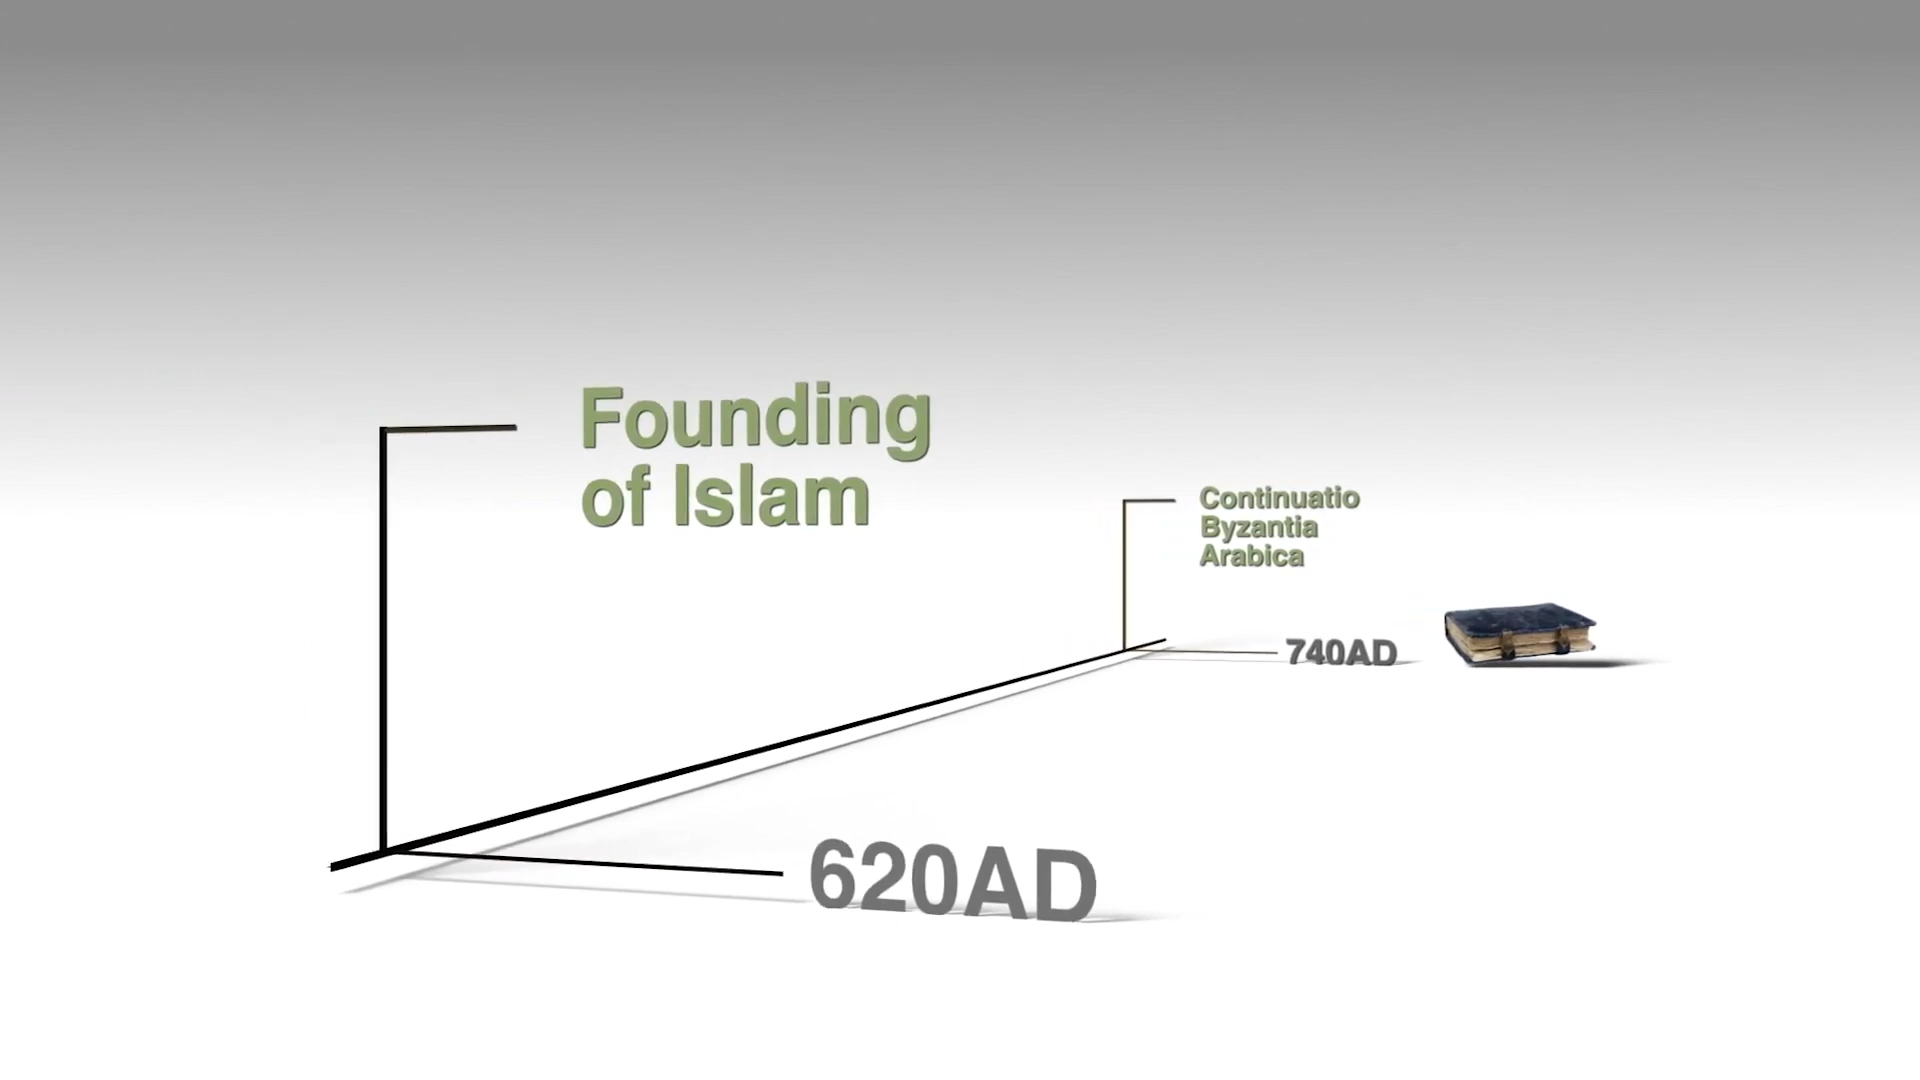 Founding
of Islam
620AD
Continuatio
Byzantia
Arabica
740AD